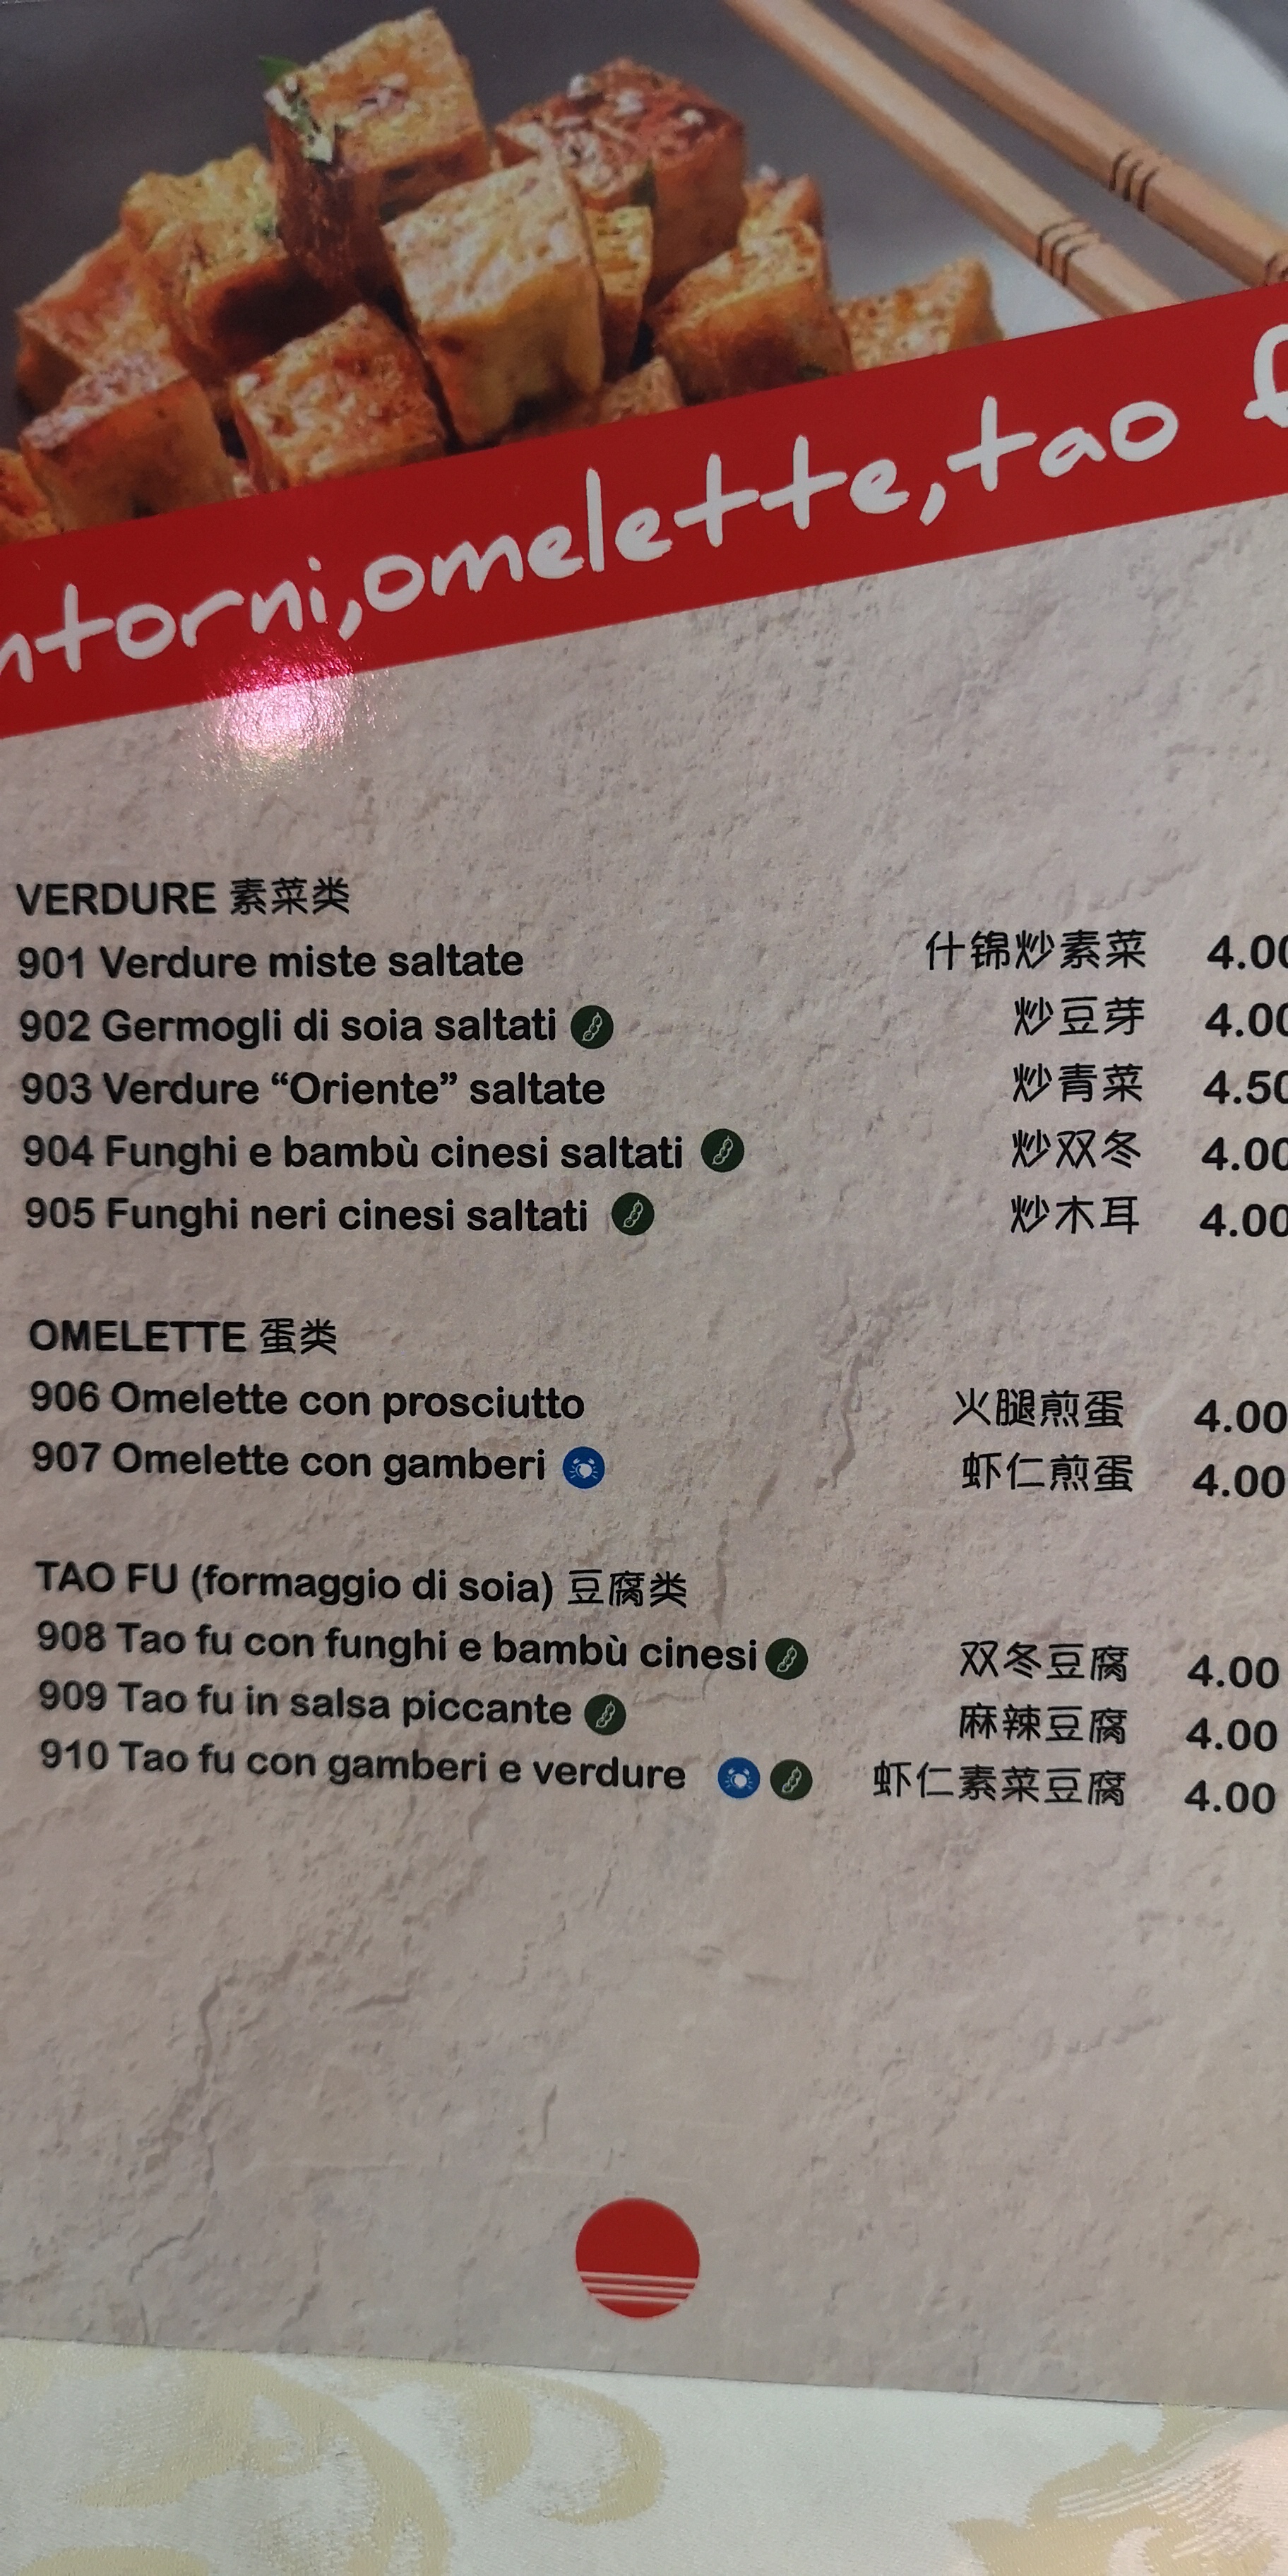 ntorni,omelette,tao f
VERDURE 素菜类
901 Verdure miste saltate 什锦炒素菜 4.00
902 Germogli di soia saltati 炒豆芽 4.00
903 Verdure “Oriente” saltate 炒青菜 4.50
904 Funghi e bambù cinesi saltati 炒双冬 4.00
905 Funghi neri cinesi saltati 炒木耳 4.00
OMELETTE 蛋类
906 Omelette con prosciutto 火腿煎蛋 4.00
907 Omelette con gamberi 虾仁煎蛋 4.00
TAO FU (formaggio di soia) 豆腐类
908 Tao fu con funghi e bambù cinesi 双冬豆腐 4.00
909 Tao fu in salsa piccante 麻辣豆腐 4.00
910 Tao fu con gamberi e verdure 虾仁素菜豆腐 4.00